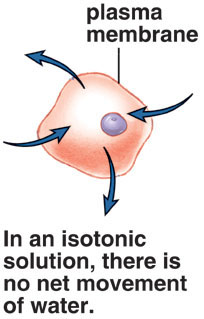 plasma
membrane
In an isotonic
solution, there is
no net movement
of water.